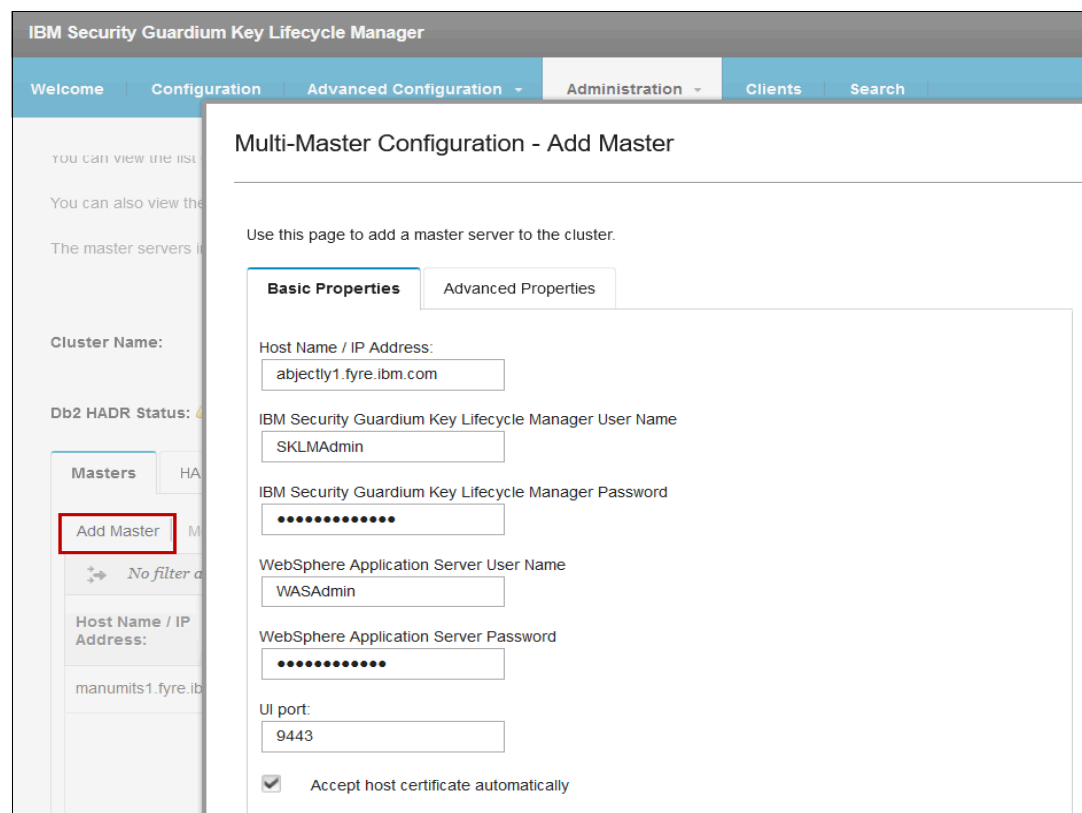 IBM Security Guardium Key Lifecycle Manager
Welcome Configuration Advanced Configuration Administration Clients Search
Multi-Master Configuration - Add Master
You can view the list
You can also view the
Use this page to add a master server to the cluster.
The master servers
Basic Properties Advanced Properties
Cluster Name:
Host Name / IP Address:
abjectly1.fyre.ibm.com
Db2 HADR Status:
IBM Security Guardium Key Lifecycle Manager User Name
SKLMAdmin
Masters HA
IBM Security Guardium Key Lifecycle Manager Password
●●●●●●●●●●●●●
Add Master M
No filter a
WebSphere Application Server User Name
WASAdmin
Host Name / IP
Address:
WebSphere Application Server Password
●●●●●●●●●●●●
manumits1.fyre.ib
UI port:
9443
Accept host certificate automatically